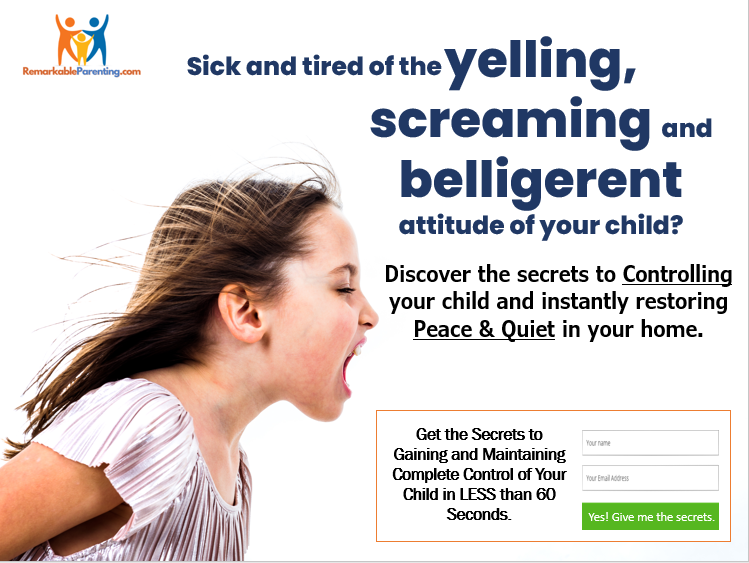 RemarkableParenting.com
Sick and tired of the yelling,
screaming and
belligerent
attitude of your child?
Discover the secrets to Controlling
your child and instantly restoring
Peace & Quiet in your home.
Get the Secrets to
Gaining and Maintaining
Complete Control of Your
Child in LESS than 60
Seconds.
Your name
Your Email Address
Yes! Give me the secrets.